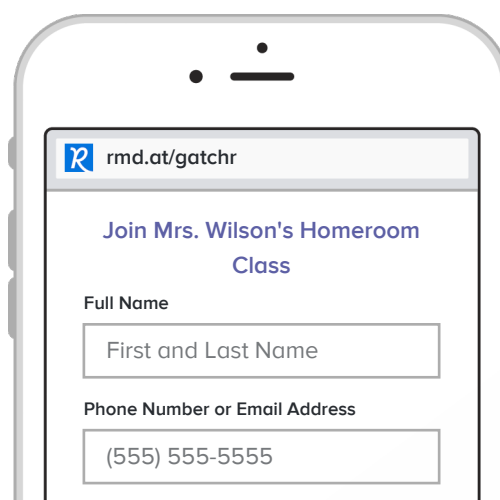 rmd.at/gatchr
Join Mrs. Wilson's Homeroom
Class
Full Name
First and Last Name
Phone Number or Email Address
(555) 555-5555